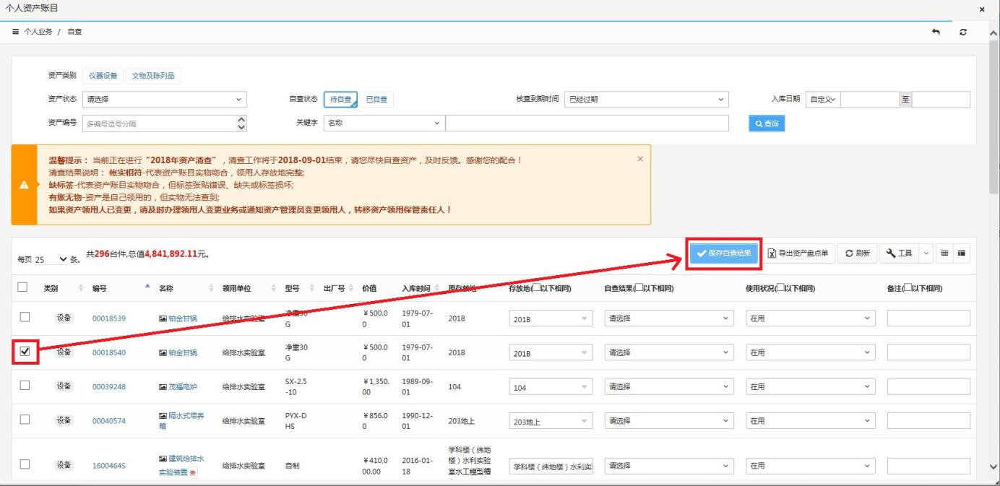 个人资产账目
个人业务 / 自查
资产类别 仪器设备 文物及陈列品
资产状态 请选择 自查状态 待自查 已自查 核查到期时间 已经过期 入库日期 自定义 至
资产编号 多编号逗号分隔 关键字 名称 查询
温馨提示： 当前正在进行“2018年资产清查”，清查工作将于2018-09-01结束，请您尽快自查资产，及时反馈。感谢您的配合！
清查结果说明： 帐实相符-代表资产账目实物吻合，领用人存放地完整;
缺标签-代表资产账目实物吻合，但标签张贴错误、缺失或标签损坏;
有账无物-资产是自己领用的，但实物无法查到;
如果资产领用人已变更，请及时办理领用人变更业务或通知资产管理员变更领用人，转移资产领用保管责任人！
每页 25 条。 共296台件,总值4,841,892.11元。 保存自查结果 导出资产盘点单 刷新 工具
类别 编号 名称 领用单位 型号 出厂号 价值 入库时间 原存放地 存放地(以下相同) 自查结果(以下相同) 使用状况(以下相同) 备注(以下相同)
设备 00018539 铂金甘锅 给排水实验室 净重30 ￥500.0 1979-07- 201B 201B 请选择 在用
G 0 01
设备 00018540 铂金甘锅 给排水实验室 净重30 ￥500.0 1979-07- 201B 201B 请选择 在用
G 0 01
设备 00039248 茂福电炉 给排水实验室 SX-2.5 ￥1,350. 1989-09- 104 104 请选择 在用
-10 00 01
设备 00040574 隔水式培养 给排水实验室 PYX-D ￥856.0 1990-12- 203地上 203地上 请选择 在用
箱 HS 0 01
设备 1600464S 建筑给排水 给排水实验室 自制 ￥410,0 2016-01- 学科楼（纬地 学科楼（纬地楼）水利实 请选择 在用
实验装置 00.00 18 楼）水利实验
室水工模型槽